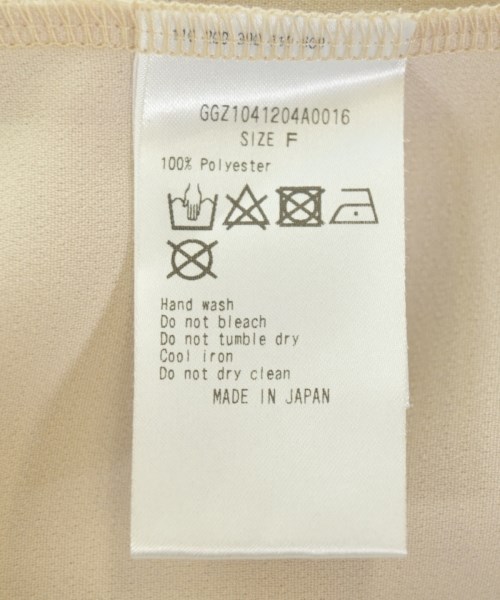 GGZ1041204A0016
SIZE F
100% Polyester
Hand wash
Do not bleach
Do not tumble dry
Cool iron
Do not dry clean
MADE IN JAPAN